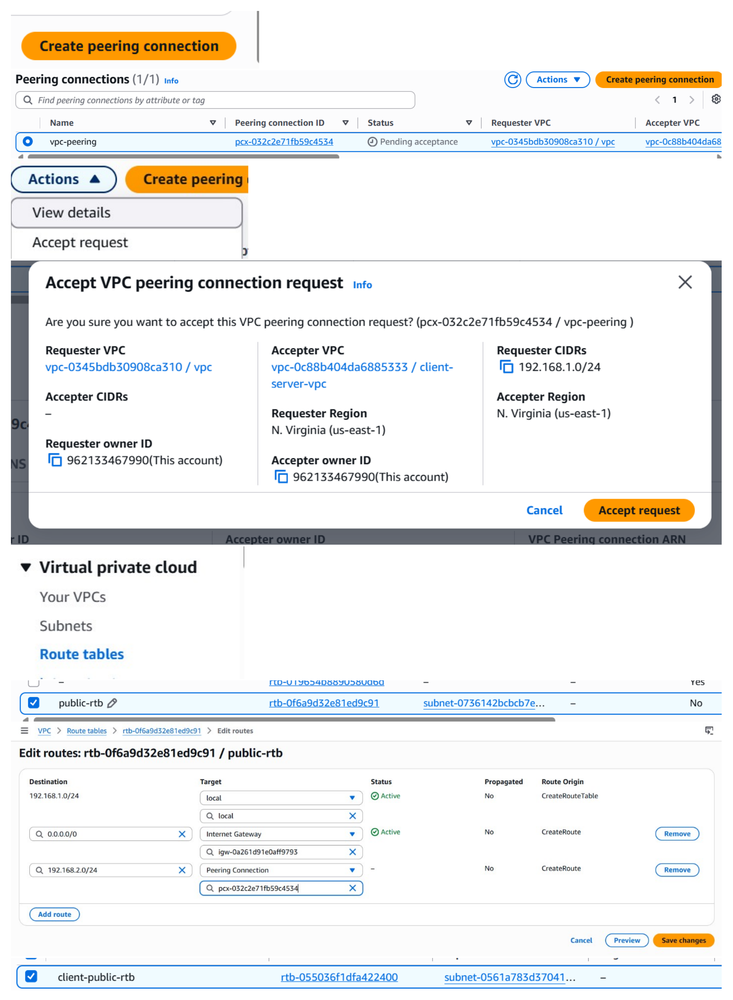 Create peering connection
Peering connections (1/1) Info
Actions
Create peering connection
Find peering connections by attribute or tag
1
Name Peering connection ID Status Requester VPC Accepter VPC
vpc-peering pcx-032c2e71fb59c4534 Pending acceptance vpc-0345bdb30908ca310 / vpc vpc-0c88b404da68
Actions Create peering
View details
Accept request
Accept VPC peering connection request Info
Are you sure you want to accept this VPC peering connection request? (pcx-032c2e71fb59c4534 / vpc-peering )
Requester VPC
vpc-0345bdb30908ca310 / vpc
Accepter CIDRs
–
Requester owner ID
962133467990(This account)
Accepter VPC
vpc-0c88b404da6885333 / client-
server-vpc
Requester Region
N. Virginia (us-east-1)
Accepter owner ID
962133467990(This account)
Requester CIDRs
192.168.1.0/24
Accepter Region
N. Virginia (us-east-1)
Cancel Accept request
r ID Accepter owner ID VPC Peering connection ARN
Virtual private cloud
Your VPCs
Subnets
Route tables
– rtb-019654b8890580d6d – – Yes
public-rtb rtb-0f6a9d32e81ed9c91 subnet-0736142bcbcb7e... – No
VPC > Route tables > rtb-0f6a9d32e81ed9c91 > Edit routes
Edit routes: rtb-0f6a9d32e81ed9c91 / public-rtb
Destination Target Status Propagated Route Origin
192.168.1.0/24 local Active No CreateRouteTable
local
0.0.0.0/0 Internet Gateway Active No CreateRoute Remove
igw-0a261d91e0aff9793
192.168.2.0/24 Peering Connection – No CreateRoute Remove
pcx-032c2e71fb59c4534
Add route
Cancel Preview Save changes
client-public-rtb rtb-055036f1dfa422400 subnet-0561a783d37041... –